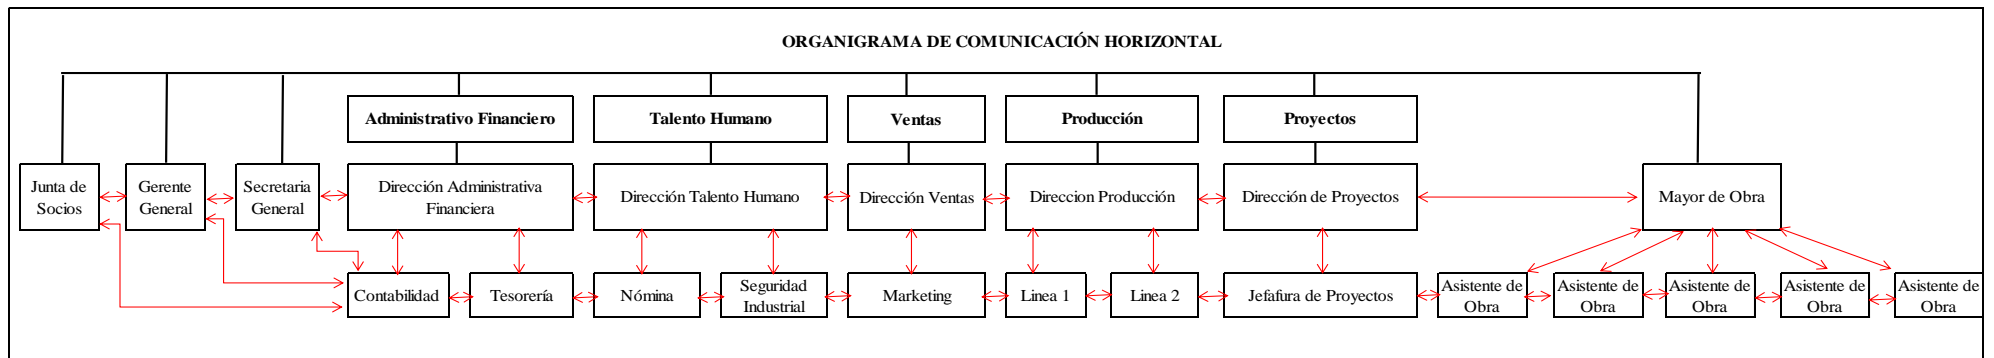 ORGANIGRAMA DE COMUNICACIÓN HORIZONTAL
Administrativo Financiero
Talento Humano
Ventas
Producción
Proyectos
Junta de
Socios
Gerente
General
Secretaria
General
Dirección Administrativa
Financiera
Dirección Talento Humano
Dirección Ventas
Direccion Producción
Dirección de Proyectos
Mayor de Obra
Contabilidad
Tesorería
Nómina
Seguridad
Industrial
Marketing
Linea 1
Linea 2
Jefafura de Proyectos
Asistente de
Obra
Asistente de
Obra
Asistente de
Obra
Asistente de
Obra
Asistente de
Obra